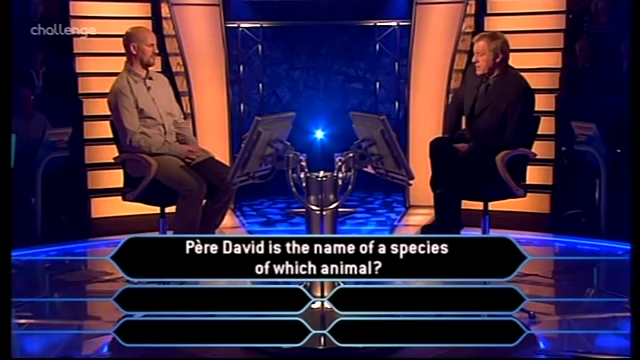 challenge
Père David is the name of a species
of which animal?